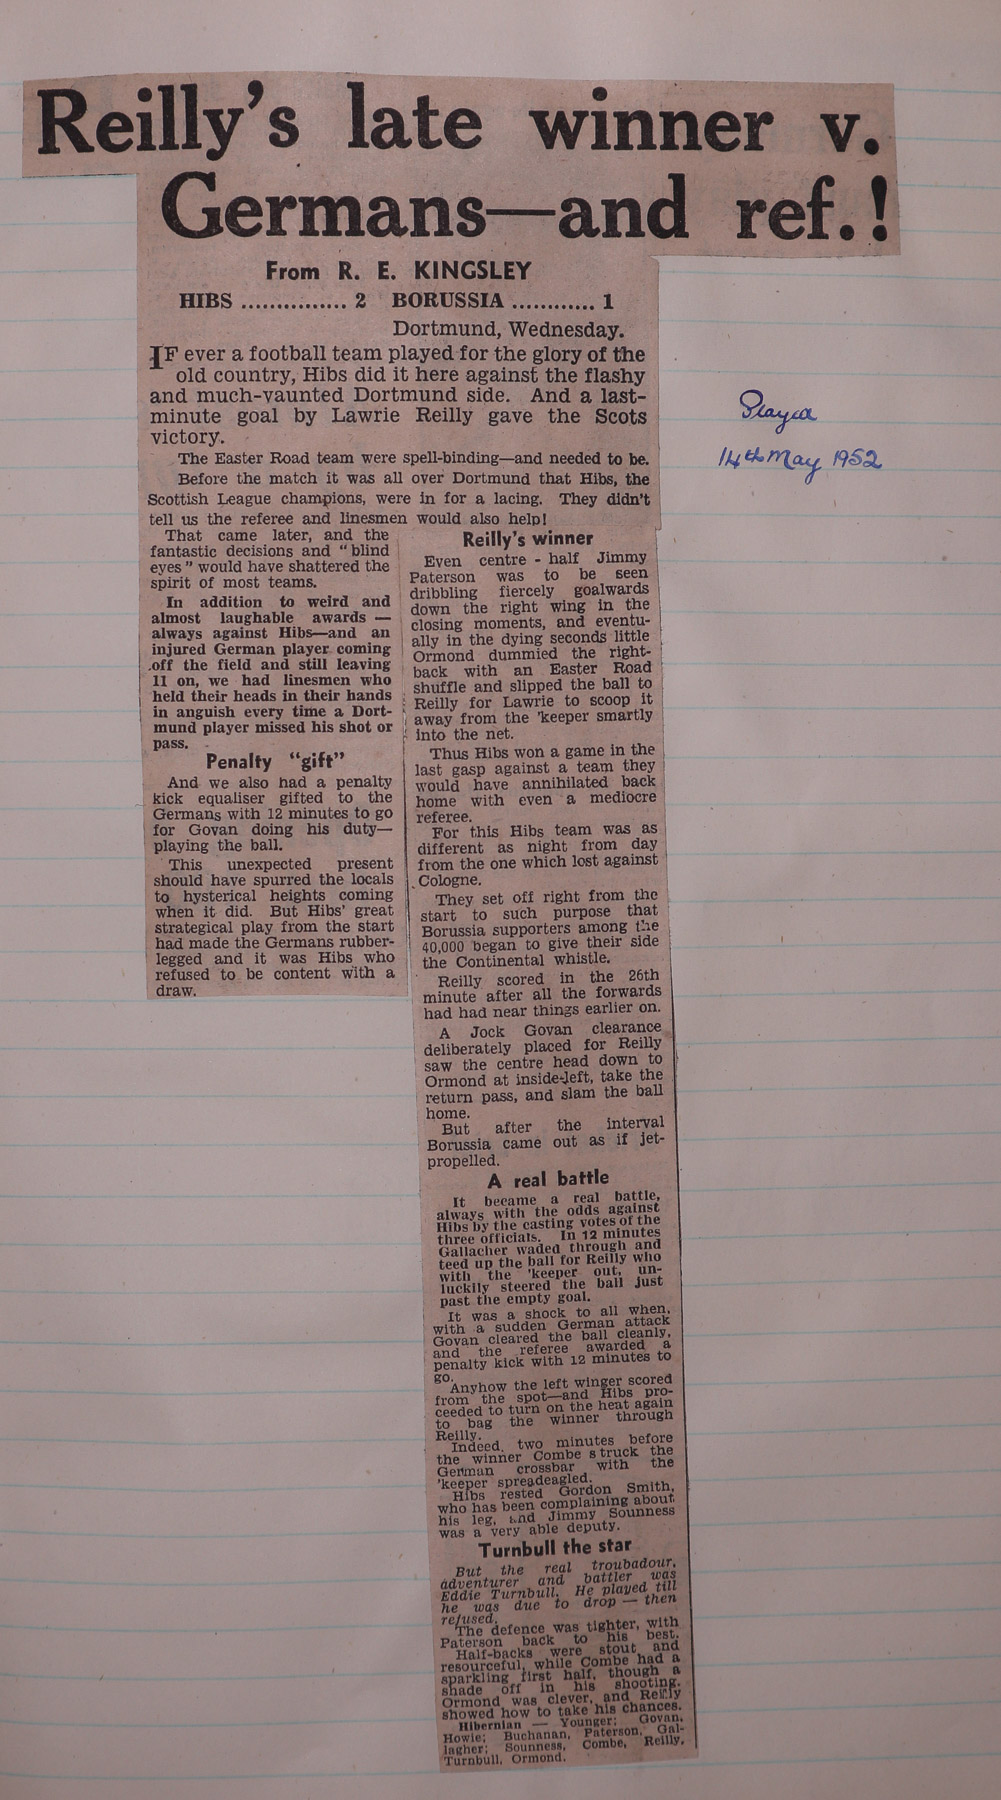 Reilly's late winner v.
Germans—and ref.!
From R. E. KINGSLEY
HIBS ............... 2 BORUSSIA ............ 1
Dortmund, Wednesday.
IF ever a football team played for the glory of the
old country, Hibs did it here against the flashy
and much-vaunted Dortmund side. And a last-
minute goal by Lawrie Reilly gave the Scots
victory.
The Easter Road team were spell-binding—and needed to be.
Before the match it was all over Dortmund that Hibs, the
Scottish League champions, were in for a lacing. They didn't
tell us the referee and linesmen would also help!
That came later, and the
fantastic decisions and "blind
eyes" would have shattered the
spirit of most teams.
In addition to weird and
almost laughable awards —
always against Hibs—and an
injured German player coming
off the field and still leaving
11 on, we had linesmen who
held their heads in their hands
in anguish every time a Dort-
mund player missed his shot or
pass.
Penalty "gift"
And we also had a penalty
kick equaliser gifted to the
Germans with 12 minutes to go
for Govan doing his duty—
playing the ball.
This unexpected present
should have spurred the locals
to hysterical heights coming
when it did. But Hibs' great
strategical play from the start
had made the Germans rubber-
legged and it was Hibs who
refused to be content with a
draw.
Reilly's winner
Even centre - half Jimmy
Paterson was to be seen
dribbling fiercely goalwards
down the right wing in the
closing moments, and eventu-
ally in the dying seconds little
Ormond dummied the right-
back with an Easter Road
shuffle and slipped the ball to
Reilly for Lawrie to scoop it
away from the 'keeper smartly
into the net.
Thus Hibs won a game in the
last gasp against a team they
would have annihilated back
home with even a mediocre
referee.
For this Hibs team was as
different as night from day
from the one which lost against
Cologne.
They set off right from the
start to such purpose that
Borussia supporters among the
40,000 began to give their side
the Continental whistle.
Reilly scored in the 26th
minute after all the forwards
had had near things earlier on.
A Jock Govan clearance
deliberately placed for Reilly
saw the centre head down to
Ormond at inside-left, take the
return pass, and slam the ball
home.
But after the interval
Borussia came out as if jet-
propelled.
A real battle
It became a real battle,
always with the odds against
Hibs by the casting votes of the
three officials. In 12 minutes
Gallacher waded through and
teed up the ball for Reilly who
with the 'keeper out, un-
luckily steered the ball just
past the empty goal.
It was a shock to all when,
with a sudden German attack
Govan cleared the ball cleanly,
and the referee awarded a
penalty kick with 12 minutes to
go.
Anyhow the left winger scored
from the spot—and Hibs pro-
ceeded to turn on the heat again
to bag the winner through
Reilly.
Indeed, two minutes before
the winner Combe struck the
German crossbar with the
'keeper spreadeagled.
Hibs rested Gordon Smith,
who has been complaining about
his leg, and Jimmy Sounness
was a very able deputy.
Turnbull the star
But the real troubadour,
adventurer and battler was
Eddie Turnbull. He played till
he was due to drop — then
refused.
The defence was tighter, with
Paterson back to his best.
Half-backs were stout and
resourceful, while Combe had a
sparkling first half, though a
shade off in his shooting.
Ormond was clever, and Reilly
showed how to take his chances.
Hibernian — Younger; Govan,
Howie; Buchanan, Paterson, Gal-
lagher; Sounness, Combe, Reilly,
Turnbull, Ormond.
Played
14th May 1952